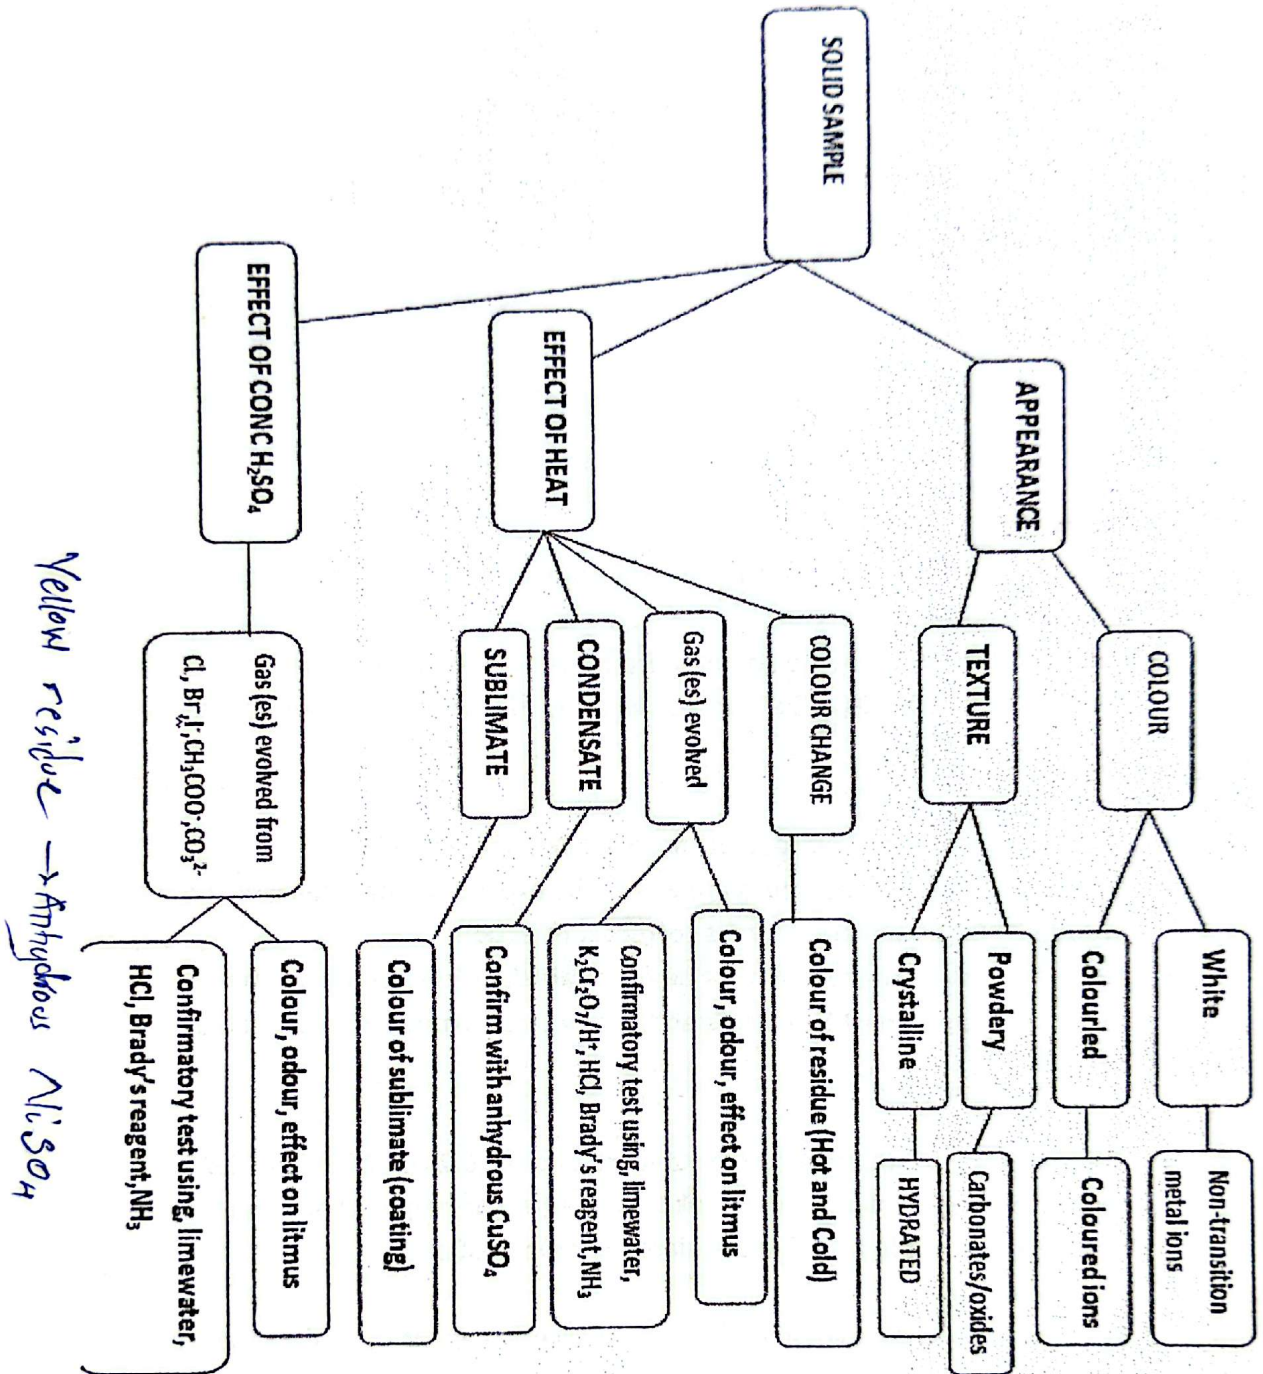 SOLID SAMPLE
APPEARANCE
COLOUR
White
Non-transition
metal ions
Colourled
Coloured ions
TEXTURE
Powdery
Carbonates/oxides
Crystalline
HYDRATED
EFFECT OF HEAT
COLOUR CHANGE
Colour of residue (Hot and Cold)
Gas (es) evolved
Colour, odour, effect on litmus
Confirmatory test using, limewater,
K₂Cr₂O₇/H⁺, HCl, Brady's reagent, NH₃
CONDENSATE
Confirm with anhydrous CuSO₄
SUBLIMATE
Colour of sublimate (coating)
EFFECT OF CONC H₂SO₄
Gas (es) evolved from
Cl, Br, I⁻, CH₃COO⁻, CO₃²⁻
Colour, odour, effect on litmus
Confirmatory test using, limewater,
HCl, Brady's reagent, NH₃
Yellow residue → Anhydrous NiSO₄